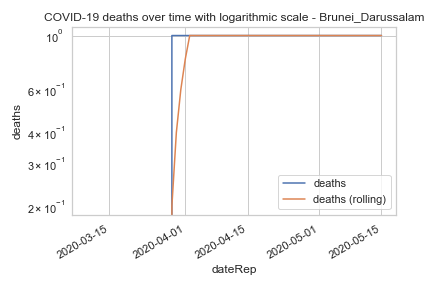 COVID-19 deaths over time with logarithmic scale - Brunei_Darussalam
10⁰
6 × 10⁻¹
4 × 10⁻¹
3 × 10⁻¹
2 × 10⁻¹
deaths
deaths
deaths (rolling)
2020-03-15
2020-04-01
2020-04-15
2020-05-01
2020-05-15
dateRep